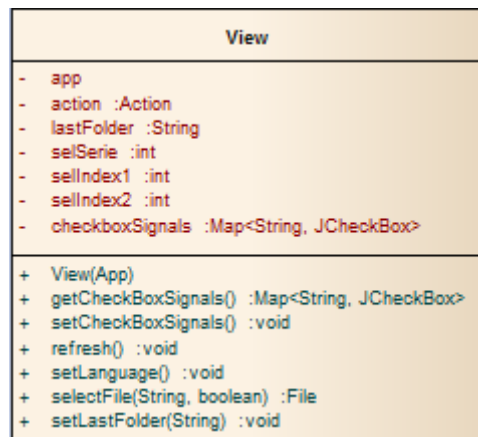 View
- app
- action :Action
- lastFolder :String
- selSerie :int
- selIndex1 :int
- selIndex2 :int
- checkboxSignals :Map<String, JCheckBox>
+ View(App)
+ getCheckBoxSignals() :Map<String, JCheckBox>
+ setCheckBoxSignals() :void
+ refresh() :void
+ setLanguage() :void
+ selectFile(String, boolean) :File
+ setLastFolder(String) :void